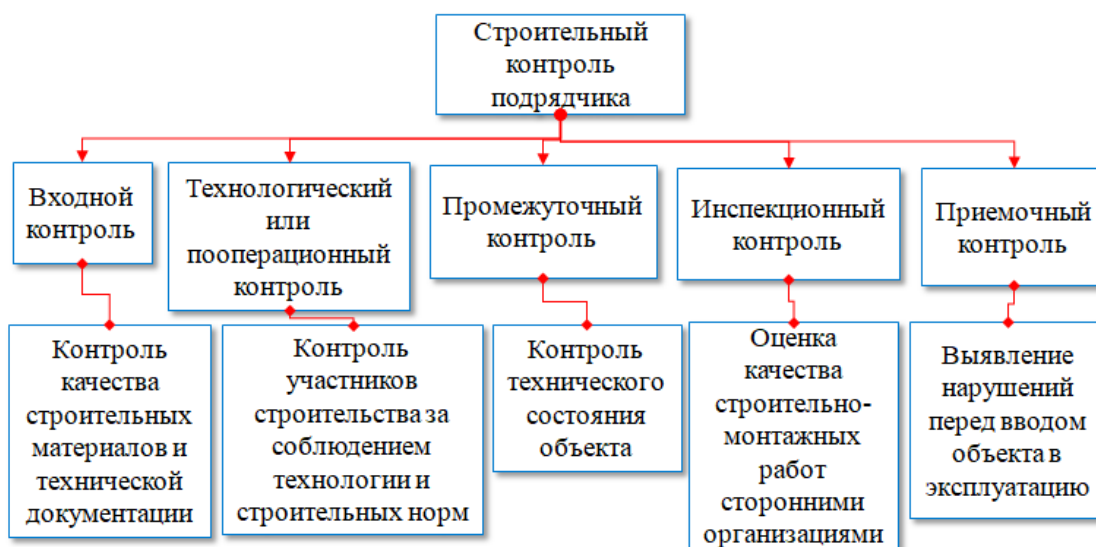 Строительный
контроль
подрядчика
Входной
контроль
Технологический
или
пооперационный
контроль
Промежуточный
контроль
Инспекционный
контроль
Приемочный
контроль
Контроль
качества
строительных
материалов и
технической
документации
Контроль
участников
строительства за
соблюдением
технологии и
строительных норм
Контроль
технического
состояния
объекта
Оценка
качества
строительно-
монтажных
работ
сторонними
организациями
Выявление
нарушений
перед вводом
объекта в
эксплуатацию